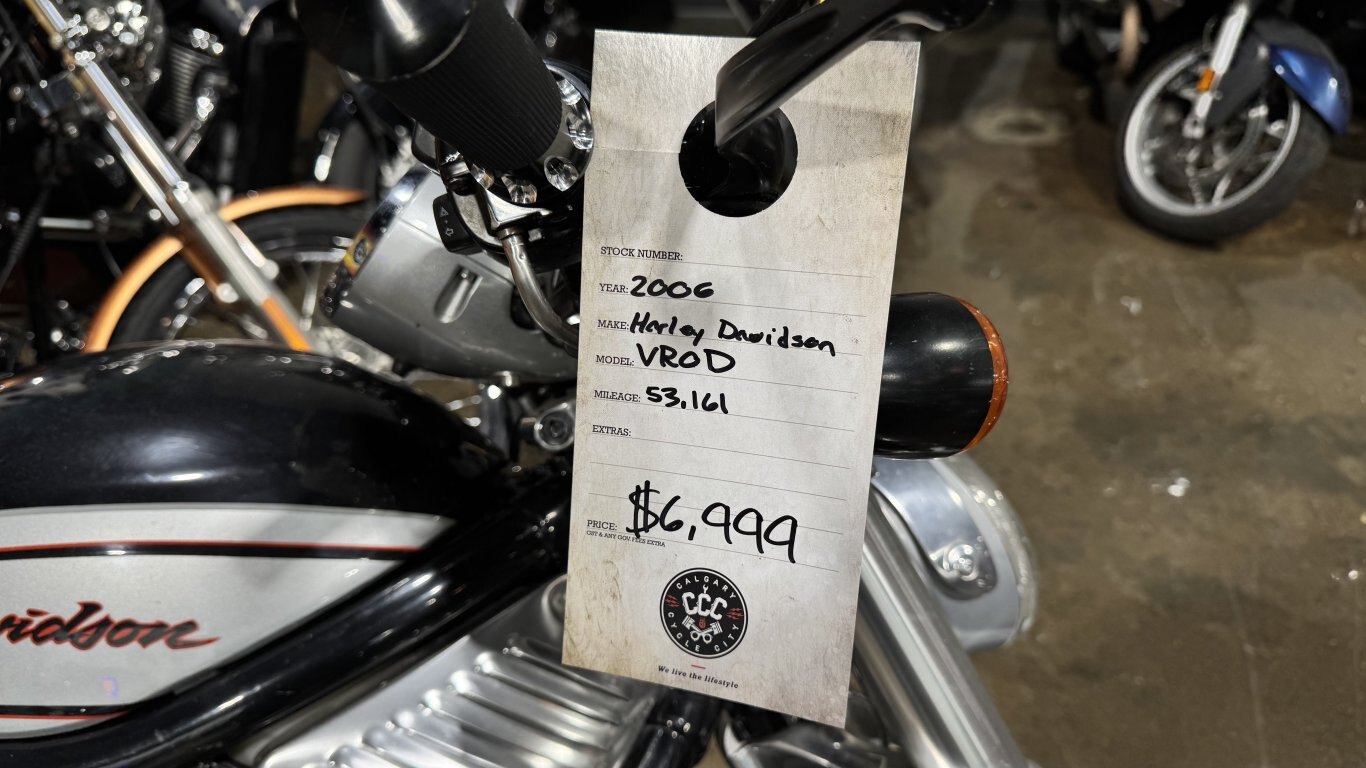 STOCK NUMBER:
YEAR: 2006
MAKE: Harley Davidson
MODEL: VROD
MILEAGE: 53,161
EXTRAS:
PRICE: $6,999
GST & ANY GOV. FEES EXTRA
CALGARY
CCC
CYCLE CITY
We live the lifestyle
vidson